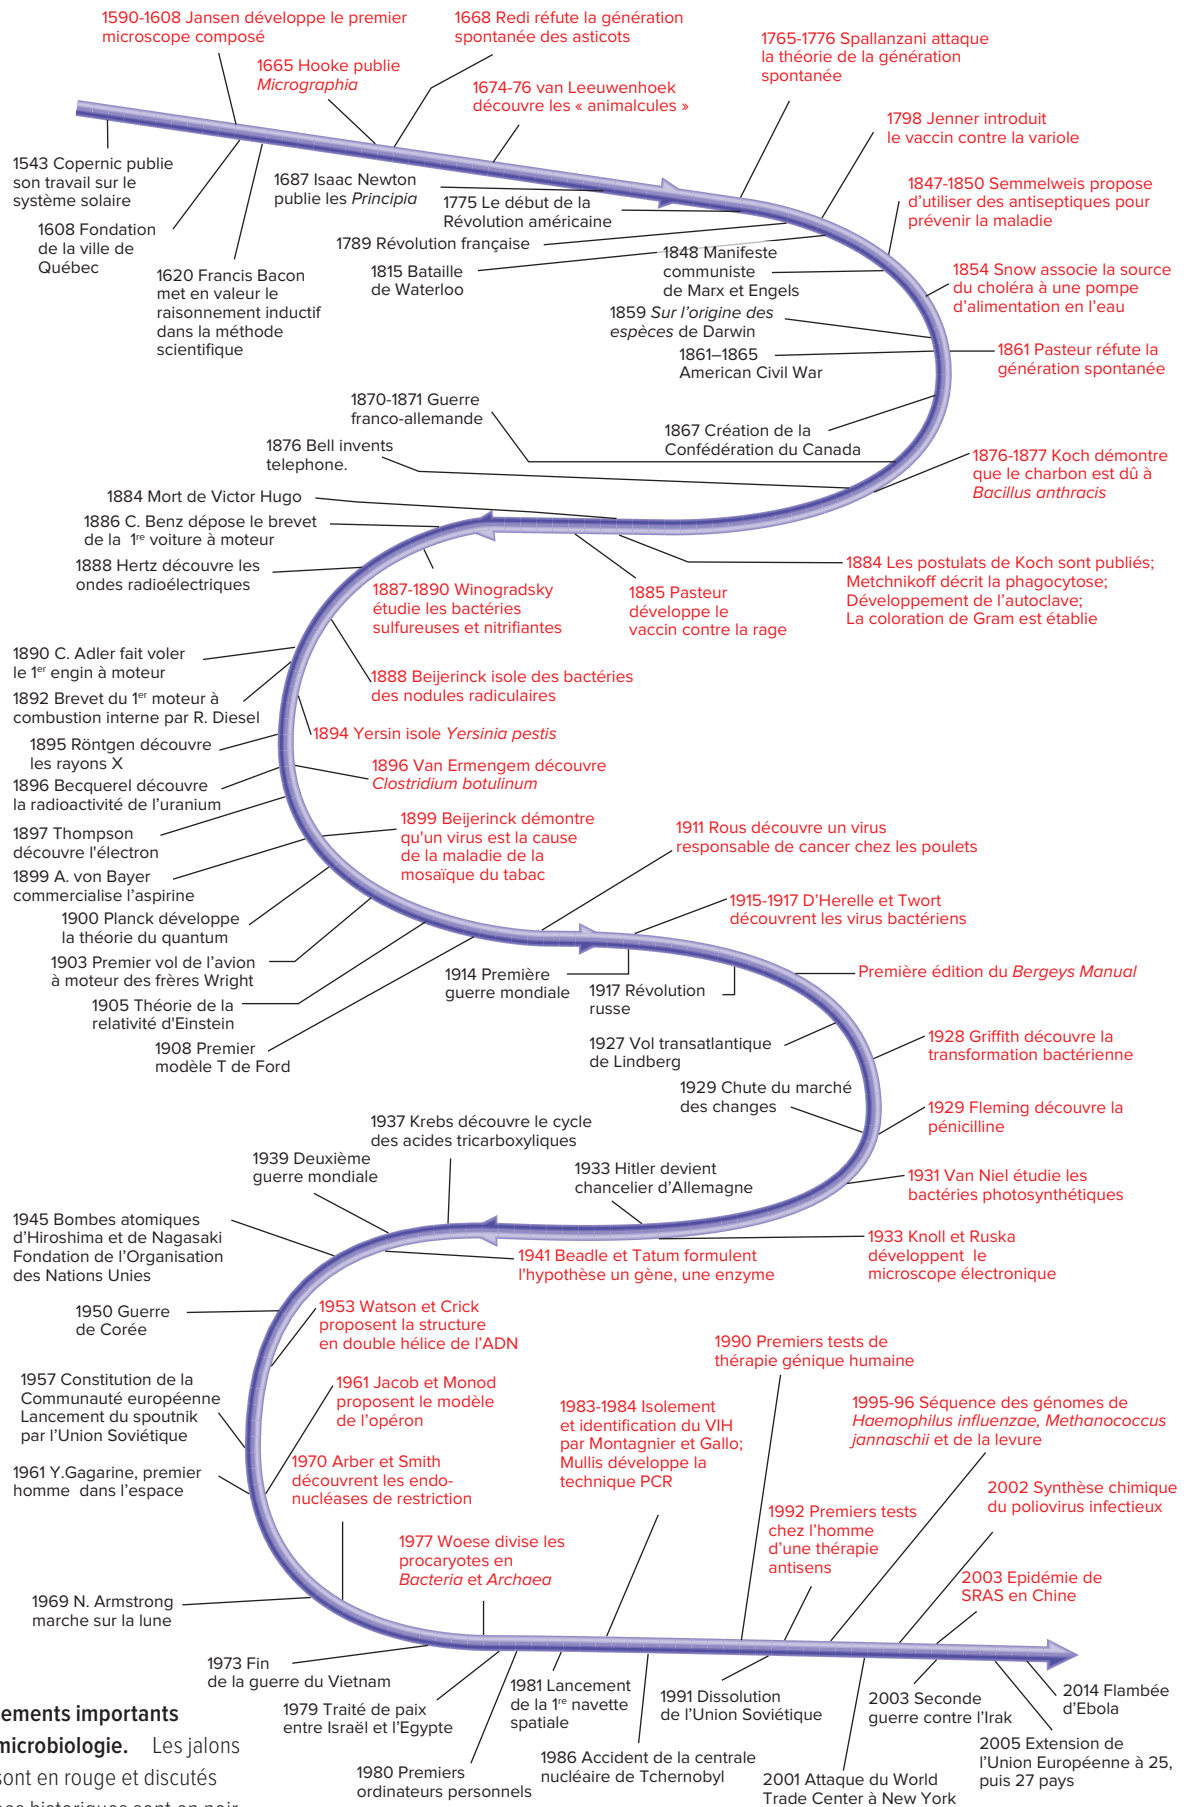 1590-1608 Jansen développe le premier
microscope composé
1668 Redi réfute la génération
spontanée des asticots
1665 Hooke publie
Micrographia
1765-1776 Spallanzani attaque
la théorie de la génération
spontanée
1674-76 van Leeuwenhoek
découvre les « animalcules »
1798 Jenner introduit
le vaccin contre la variole
1543 Copernic publie
son travail sur le
système solaire
1687 Isaac Newton
publie les Principia
1775 Le début de la
Révolution américaine
1847-1850 Semmelweis propose
d’utiliser des antiseptiques pour
prévenir la maladie
1608 Fondation
de la ville de
Québec
1789 Révolution française
1620 Francis Bacon
met en valeur le
raisonnement inductif
dans la méthode
scientifique
1815 Bataille
de Waterloo
1848 Manifeste
communiste
de Marx et Engels
1854 Snow associe la source
du choléra à une pompe
d’alimentation en l’eau
1859 Sur l’origine des
espèces de Darwin
1861–1865
American Civil War
1861 Pasteur réfute la
génération spontanée
1870-1871 Guerre
franco-allemande
1867 Création de la
Confédération du Canada
1876 Bell invents
telephone.
1876-1877 Koch démontre
que le charbon est dû à
Bacillus anthracis
1884 Mort de Victor Hugo
1886 C. Benz dépose le brevet
de la 1re voiture à moteur
1888 Hertz découvre les
ondes radioélectriques
1887-1890 Winogradsky
étudie les bactéries
sulfureuses et nitrifiantes
1885 Pasteur
développe le
vaccin contre la rage
1884 Les postulats de Koch sont publiés;
Metchnikoff décrit la phagocytose;
Développement de l’autoclave;
La coloration de Gram est établie
1890 C. Adler fait voler
le 1er engin à moteur
1888 Beijerinck isole des bactéries
des nodules radiculaires
1892 Brevet du 1er moteur à
combustion interne par R. Diesel
1894 Yersin isole Yersinia pestis
1895 Röntgen découvre
les rayons X
1896 Van Ermengem découvre
Clostridium botulinum
1896 Becquerel découvre
la radioactivité de l’uranium
1899 Beijerinck démontre
qu'un virus est la cause
de la maladie de la
mosaïque du tabac
1897 Thompson
découvre l'électron
1911 Rous découvre un virus
responsable de cancer chez les poulets
1899 A. von Bayer
commercialise l’aspirine
1915-1917 D’Herelle et Twort
découvrent les virus bactériens
1900 Planck développe
la théorie du quantum
1903 Premier vol de l’avion
à moteur des frères Wright
1914 Première
guerre mondiale
1917 Révolution
russe
Première édition du Bergeys Manual
1905 Théorie de la
relativité d'Einstein
1908 Premier
modèle T de Ford
1927 Vol transatlantique
de Lindberg
1928 Griffith découvre la
transformation bactérienne
1929 Chute du marché
des changes
1929 Fleming découvre la
pénicilline
1937 Krebs découvre le cycle
des acides tricarboxyliques
1939 Deuxième
guerre mondiale
1933 Hitler devient
chancelier d’Allemagne
1931 Van Niel étudie les
bactéries photosynthétiques
1945 Bombes atomiques
d’Hiroshima et de Nagasaki
Fondation de l’Organisation
des Nations Unies
1941 Beadle et Tatum formulent
l'hypothèse un gène, une enzyme
1933 Knoll et Ruska
développent le
microscope électronique
1950 Guerre
de Corée
1953 Watson et Crick
proposent la structure
en double hélice de l’ADN
1990 Premiers tests de
thérapie génique humaine
1957 Constitution de la
Communauté européenne
Lancement du spoutnik
par l’Union Soviétique
1961 Jacob et Monod
proposent le modèle
de l’opéron
1983-1984 Isolement
et identification du VIH
par Montagnier et Gallo;
Mullis développe la
technique PCR
1995-96 Séquence des génomes de
Haemophilus influenzae, Methanococcus
jannaschii et de la levure
1961 Y.Gagarine, premier
homme dans l’espace
1970 Arber et Smith
découvrent les endo-
nucléases de restriction
2002 Synthèse chimique
du poliovirus infectieux
1992 Premiers tests
chez l’homme
d’une thérapie
antisens
1977 Woese divise les
procaryotes en
Bacteria et Archaea
2003 Epidémie de
SRAS en Chine
1969 N. Armstrong
marche sur la lune
1973 Fin
de la guerre du Vietnam
1979 Traité de paix
entre Israël et l’Egypte
1981 Lancement
de la 1re navette
spatiale
1991 Dissolution
de l’Union Soviétique
2003 Seconde
guerre contre l’Irak
2014 Flambée
d’Ebola
1980 Premiers
ordinateurs personnels
1986 Accident de la centrale
nucléaire de Tchernobyl
2001 Attaque du World
Trade Center à New York
2005 Extension de
l’Union Européenne à 25,
puis 27 pays
ements importants
microbiologie. Les jalons
sont en rouge et discutés
historiques sont en noir